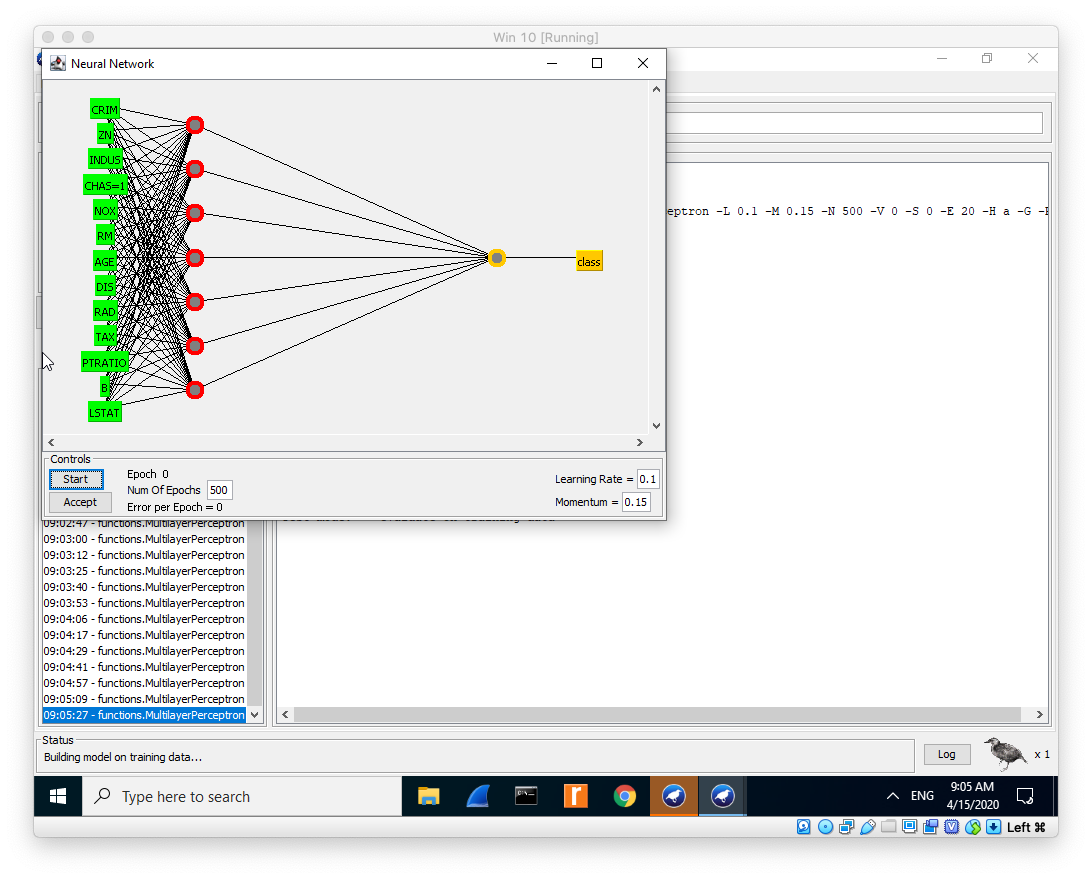 Win 10 [Running]
Neural Network
CRIM
ZN
INDUS
CHAS=1
NOX
RM
AGE
DIS
RAD
TAX
PTRATIO
B
LSTAT
class
eptron -L 0.1 -M 0.15 -N 500 -V 0 -S 0 -E 20 -H a -G -R
Controls
Start
Accept
Epoch 0
Num Of Epochs 500
Error per Epoch = 0
Learning Rate = 0.1
Momentum = 0.15
09:02:47 - functions.MultilayerPerceptron
09:03:00 - functions.MultilayerPerceptron
09:03:12 - functions.MultilayerPerceptron
09:03:25 - functions.MultilayerPerceptron
09:03:40 - functions.MultilayerPerceptron
09:03:53 - functions.MultilayerPerceptron
09:04:06 - functions.MultilayerPerceptron
09:04:17 - functions.MultilayerPerceptron
09:04:29 - functions.MultilayerPerceptron
09:04:41 - functions.MultilayerPerceptron
09:04:57 - functions.MultilayerPerceptron
09:05:09 - functions.MultilayerPerceptron
09:05:27 - functions.MultilayerPerceptron
Status
Building model on training data...
Log
x 1
Type here to search
ENG
9:05 AM
4/15/2020
Left ⌘